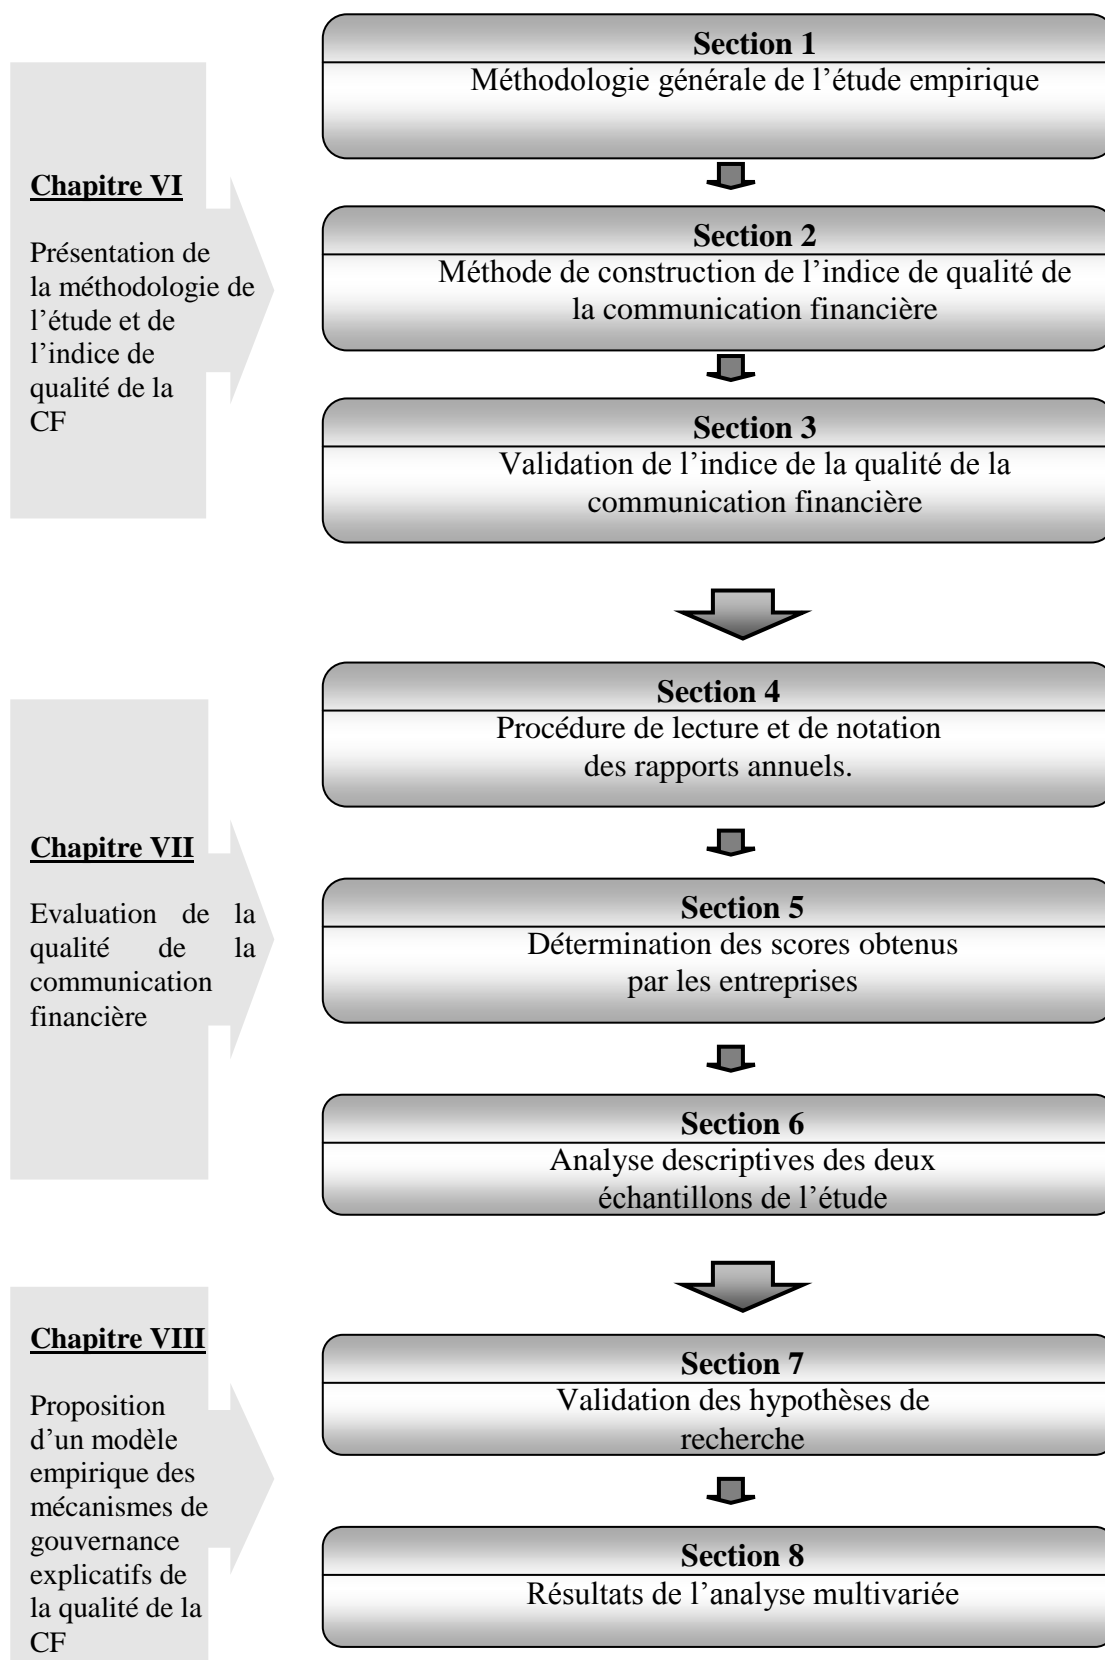 Chapitre VI
Présentation de
la méthodologie de
l’étude et de
l’indice de
qualité de la
CF
Section 1
Méthodologie générale de l’étude empirique
Section 2
Méthode de construction de l’indice de qualité de
la communication financière
Section 3
Validation de l’indice de la qualité de la
communication financière
Chapitre VII
Evaluation de la
qualité de la
communication
financière
Section 4
Procédure de lecture et de notation
des rapports annuels.
Section 5
Détermination des scores obtenus
par les entreprises
Section 6
Analyse descriptives des deux
échantillons de l’étude
Chapitre VIII
Proposition
d’un modèle
empirique des
mécanismes de
gouvernance
explicatifs de
la qualité de la
CF
Section 7
Validation des hypothèses de
recherche
Section 8
Résultats de l’analyse multivariée